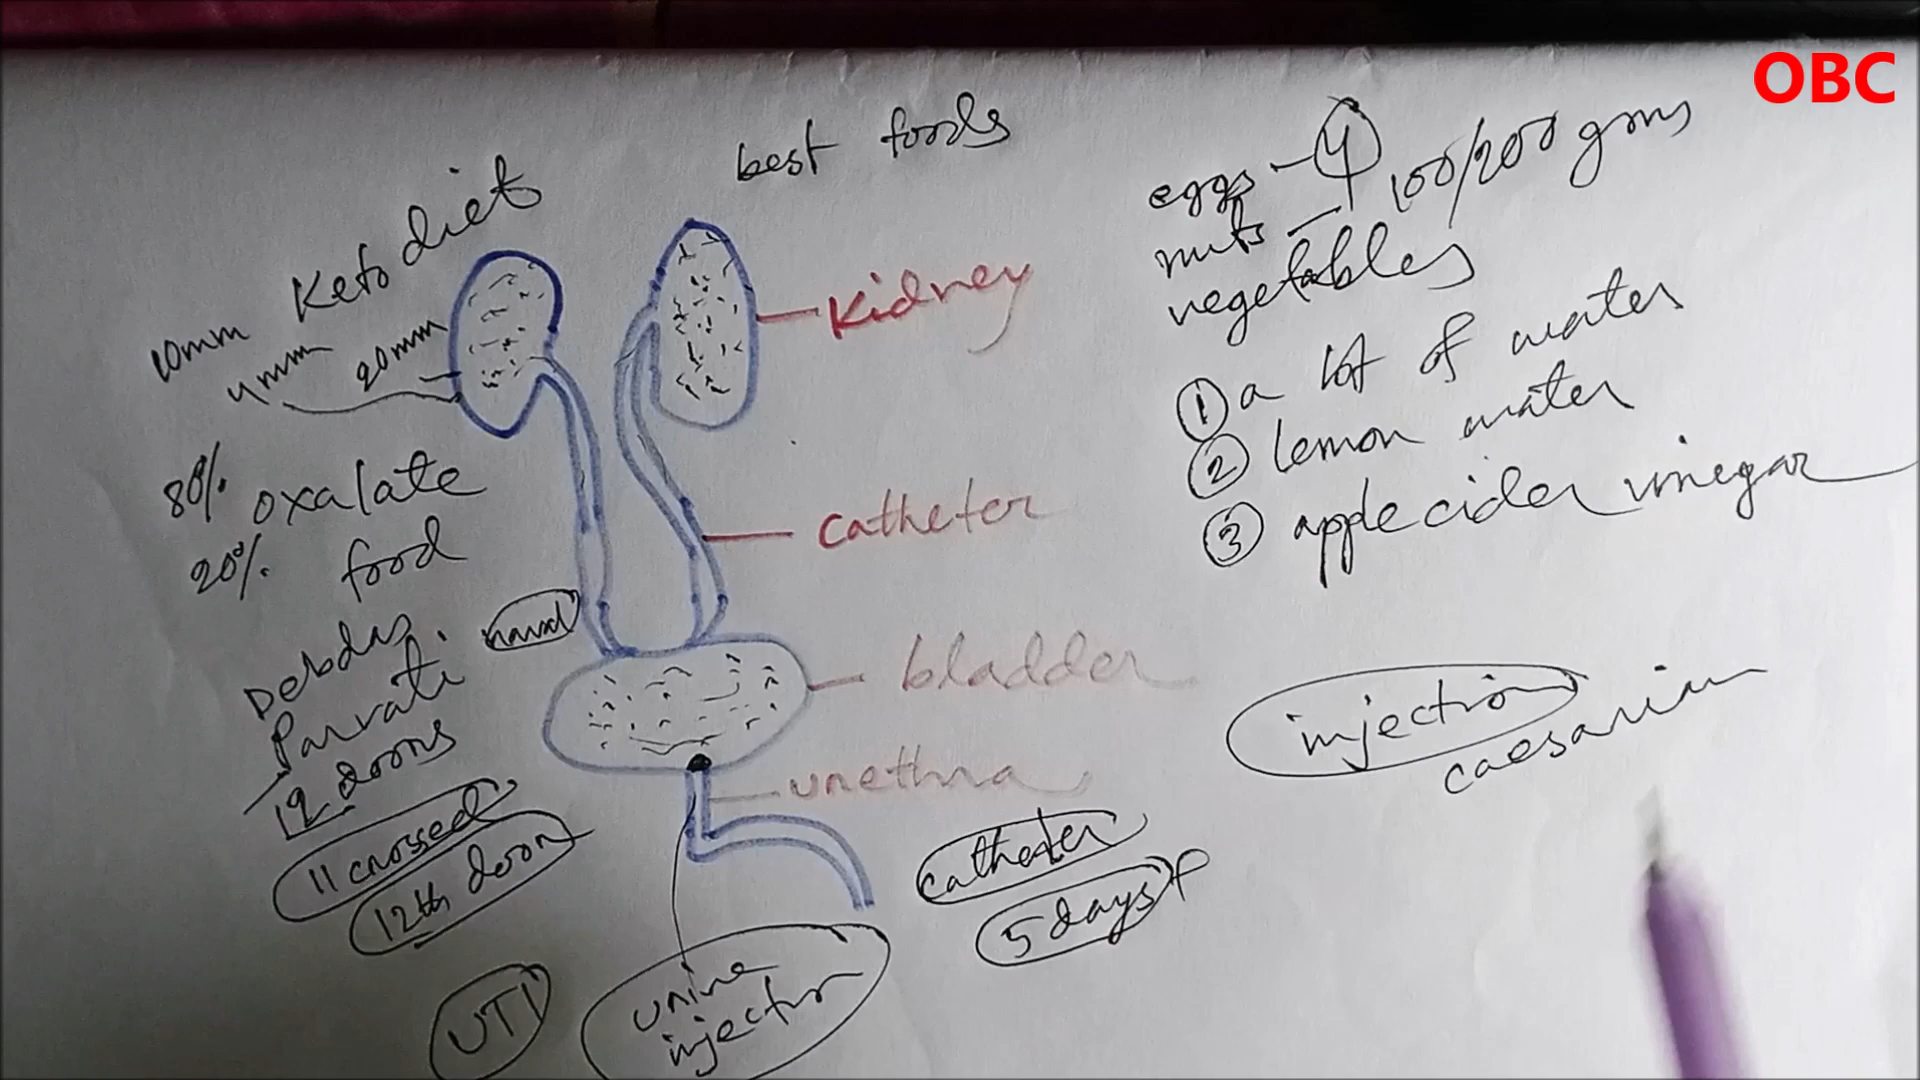 OBC
best foods
Keto diet
10mm
4mm
20mm
80% oxalate
20% food
Debdas
Parvati
12 doors
11 crossed
12th door
UTI
Kidney
catheter
bladder
urethra
catheter
5 days
urine
eggs - 4
nuts - 100/200 gms
vegetables
1 a lot of water
2 lemon water
3 apple cider vinegar
injection
caesarian